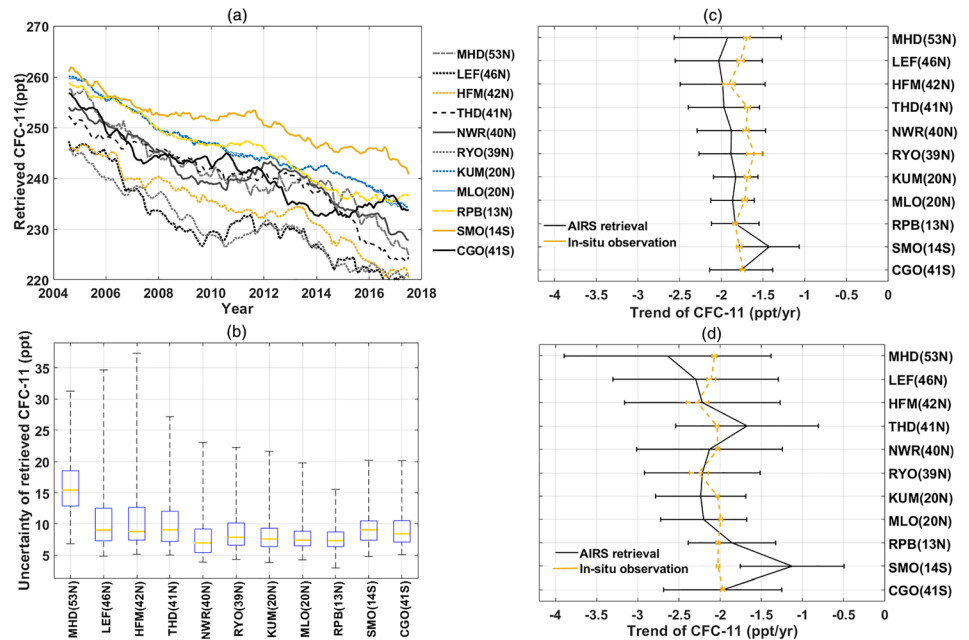 (a)
Retrieved CFC-11(ppt)
270
260
250
240
230
220
2004 2006 2008 2010 2012 2014 2016 2018
Year
MHD(53N)
LEF(46N)
HFM(42N)
THD(41N)
NWR(40N)
RYO(39N)
KUM(20N)
MLO(20N)
RPB(13N)
SMO(14S)
CGO(41S)
(b)
Uncertainty of retrieved CFC-11 (ppt)
35
30
25
20
15
10
5
MHD(53N)
LEF(46N)
HFM(42N)
THD(41N)
NWR(40N)
RYO(39N)
KUM(20N)
MLO(20N)
RPB(13N)
SMO(14S)
CGO(41S)
(c)
MHD(53N)
LEF(46N)
HFM(42N)
THD(41N)
NWR(40N)
RYO(39N)
KUM(20N)
MLO(20N)
RPB(13N)
SMO(14S)
CGO(41S)
AIRS retrieval
In-situ observation
-4 -3.5 -3 -2.5 -2 -1.5 -1 -0.5 0
Trend of CFC-11 (ppt/yr)
(d)
MHD(53N)
LEF(46N)
HFM(42N)
THD(41N)
NWR(40N)
RYO(39N)
KUM(20N)
MLO(20N)
RPB(13N)
SMO(14S)
CGO(41S)
AIRS retrieval
In-situ observation
-4 -3.5 -3 -2.5 -2 -1.5 -1 -0.5 0
Trend of CFC-11 (ppt/yr)